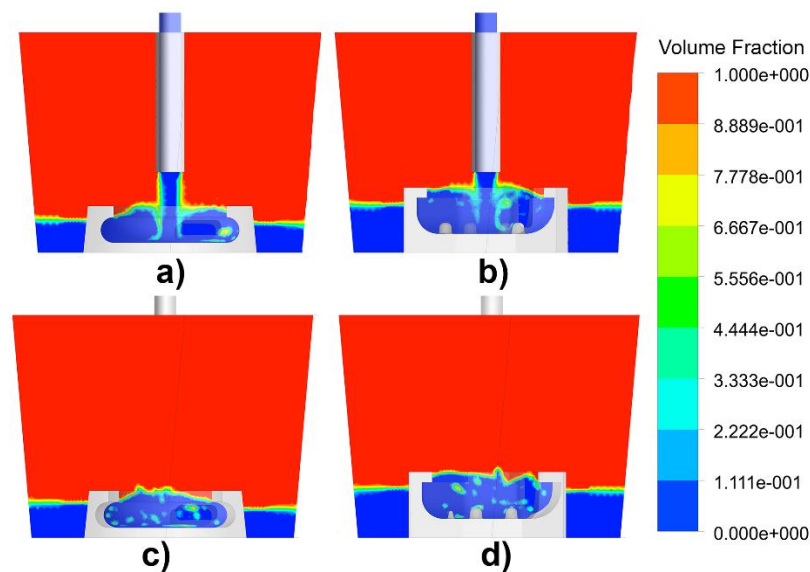 Volume Fraction
1.000e+000
8.889e-001
7.778e-001
6.667e-001
5.556e-001
4.444e-001
3.333e-001
2.222e-001
1.111e-001
0.000e+000
a)
b)
c)
d)